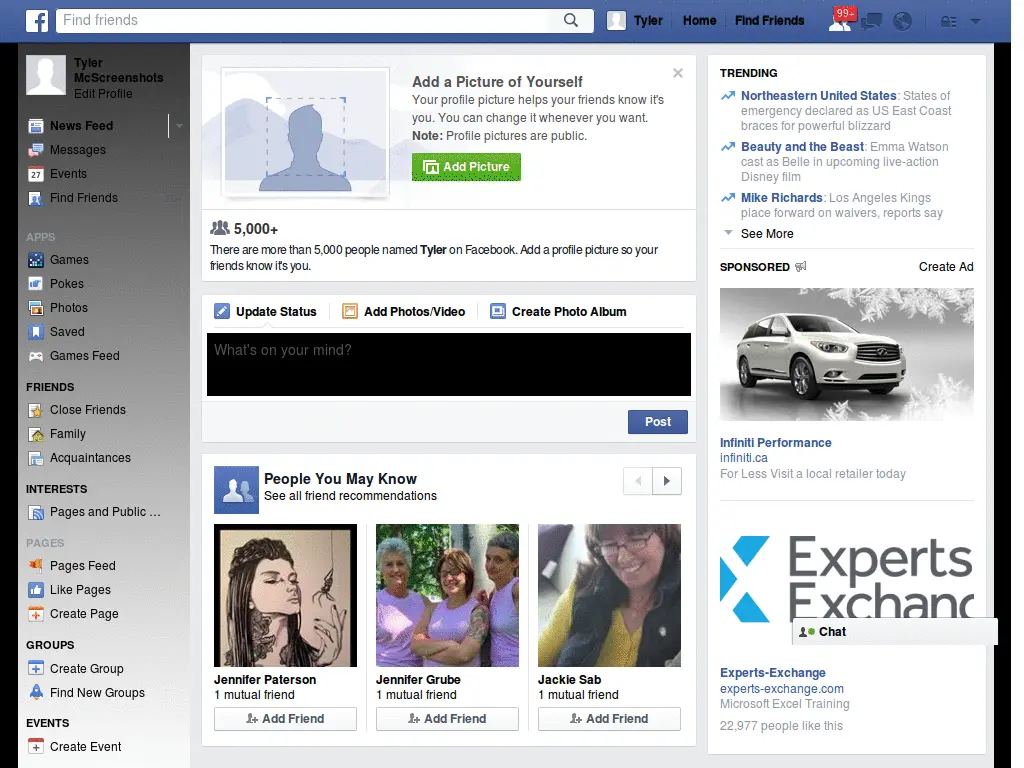 Find friends
Tyler
Home
Find Friends
99+
Tyler
McScreenshots
Edit Profile
News Feed
Messages
27
Events
Find Friends
APPS
Games
Pokes
Photos
Saved
Games Feed
FRIENDS
Close Friends
Family
Acquaintances
INTERESTS
Pages and Public ...
PAGES
Pages Feed
Like Pages
Create Page
GROUPS
Create Group
Find New Groups
EVENTS
Create Event
Add a Picture of Yourself
Your profile picture helps your friends know it's
you. You can change it whenever you want.
Note: Profile pictures are public.
Add Picture
5,000+
There are more than 5,000 people named Tyler on Facebook. Add a profile picture so your
friends know it's you.
Update Status
Add Photos/Video
Create Photo Album
What's on your mind?
Post
People You May Know
See all friend recommendations
Jennifer Paterson
1 mutual friend
Add Friend
Jennifer Grube
1 mutual friend
Add Friend
Jackie Sab
1 mutual friend
Add Friend
TRENDING
Northeastern United States: States of
emergency declared as US East Coast
braces for powerful blizzard
Beauty and the Beast: Emma Watson
cast as Belle in upcoming live-action
Disney film
Mike Richards: Los Angeles Kings
place forward on waivers, reports say
See More
SPONSORED
Create Ad
Infiniti Performance
infiniti.ca
For Less Visit a local retailer today
Experts
Exchanc
Chat
Experts-Exchange
experts-exchange.com
Microsoft Excel Training
22,977 people like this